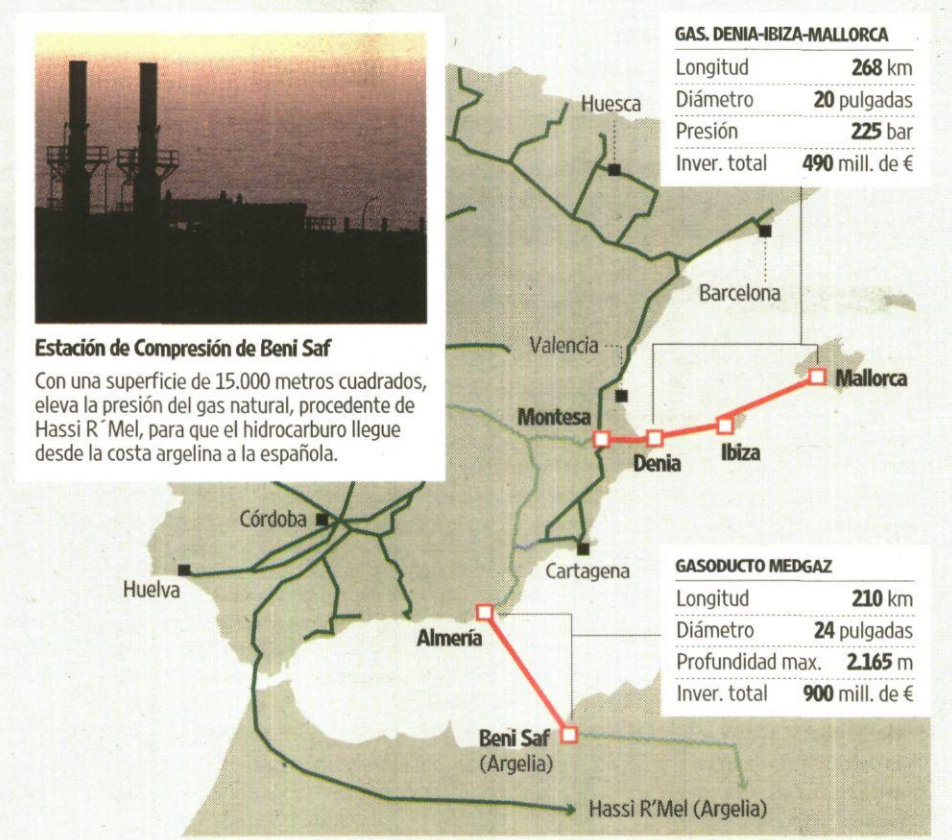 GAS. DENIA-IBIZA-MALLORCA
Longitud 268 km
Diámetro 20 pulgadas
Presión 225 bar
Inver. total 490 mill. de €
Huesca
Barcelona
Estación de Compresión de Beni Saf
Con una superficie de 15.000 metros cuadrados,
eleva la presión del gas natural, procedente de
Hassi R´Mel, para que el hidrocarburo llegue
desde la costa argelina a la española.
Valencia
Mallorca
Montesa
Denia
Ibiza
Córdoba
Huelva
Cartagena
Almería
GASODUCTO MEDGAZ
Longitud 210 km
Diámetro 24 pulgadas
Profundidad max. 2.165 m
Inver. total 900 mill. de €
Beni Saf
(Argelia)
Hassi R'Mel (Argelia)